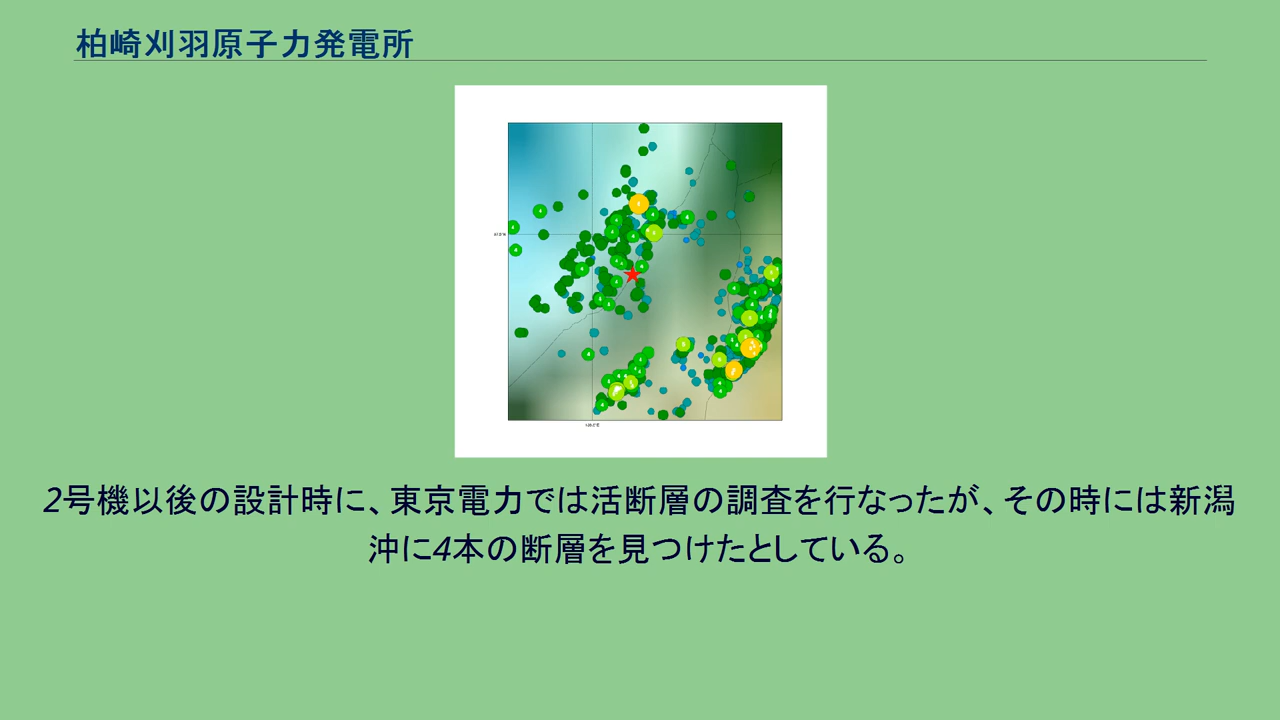 柏崎刈羽原子力発電所
2号機以後の設計時に、東京電力では活断層の調査を行なったが、その時には新潟
沖に4本の断層を見つけたとしている。